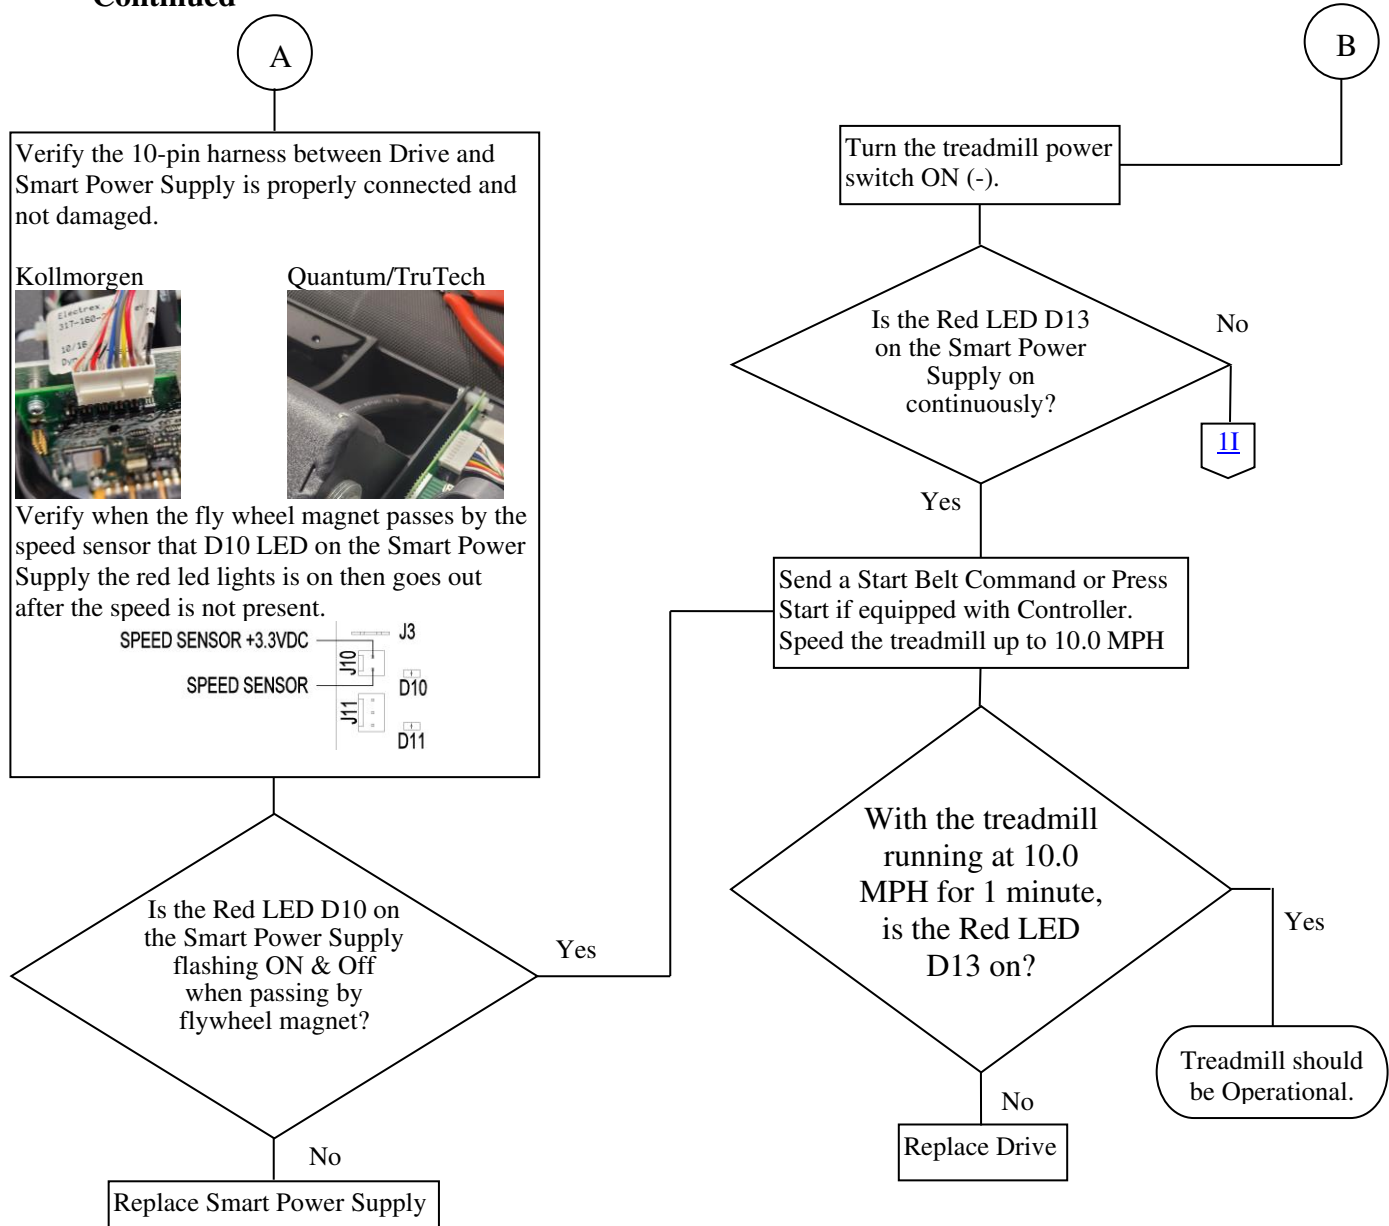 Continued
A
Verify the 10-pin harness between Drive and
Smart Power Supply is properly connected and
not damaged.
Kollmorgen
Quantum/TruTech
Electrex.
317-160-
10/16
Verify when the fly wheel magnet passes by the
speed sensor that D10 LED on the Smart Power
Supply the red led lights is on then goes out
after the speed is not present.
SPEED SENSOR +3.3VDC
J3
J10
SPEED SENSOR
D10
J11
D11
Is the Red LED D10 on
the Smart Power Supply
flashing ON & Off
when passing by
flywheel magnet?
Yes
No
Replace Smart Power Supply
B
Turn the treadmill power
switch ON (-).
Is the Red LED D13
on the Smart Power
Supply on
continuously?
No
1I
Yes
Send a Start Belt Command or Press
Start if equipped with Controller.
Speed the treadmill up to 10.0 MPH
With the treadmill
running at 10.0
MPH for 1 minute,
is the Red LED
D13 on?
Yes
Treadmill should
be Operational.
No
Replace Drive